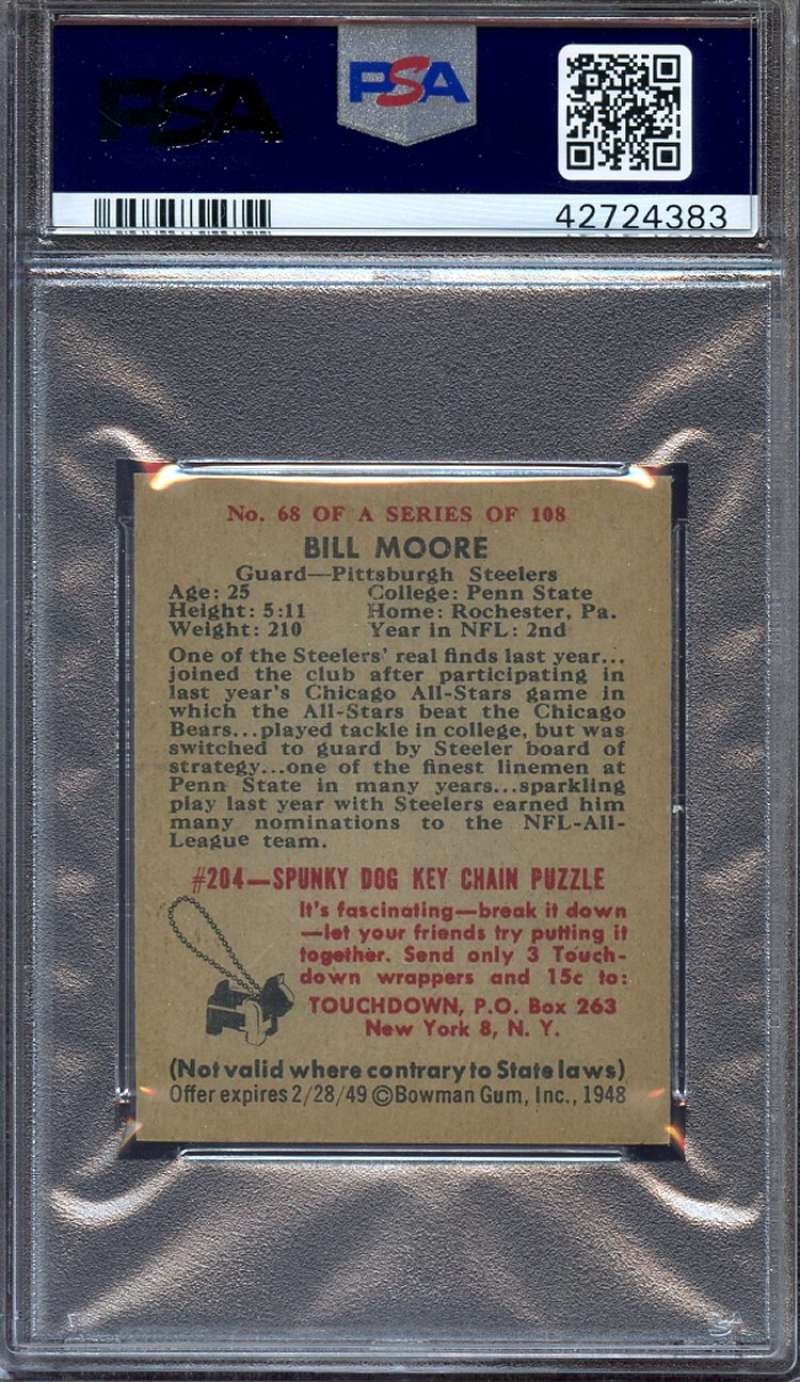 PSA PSA
42724383
No. 68 OF A SERIES OF 108
BILL MOORE
Guard—Pittsburgh Steelers
Age: 25 College: Penn State
Height: 5:11 Home: Rochester, Pa.
Weight: 210 Year in NFL: 2nd
One of the Steelers' real finds last year...
joined the club after participating in
last year's Chicago All-Stars game in
which the All-Stars beat the Chicago
Bears...played tackle in college, but was
switched to guard by Steeler board of
strategy...one of the finest linemen at
Penn State in many years...sparkling
play last year with Steelers earned him
many nominations to the NFL-All-
League team.
#204—SPUNKY DOG KEY CHAIN PUZZLE
It's fascinating—break it down
—let your friends try putting it
together. Send only 3 Touch-
down wrappers and 15c to:
TOUCHDOWN, P.O. Box 263
New York 8, N. Y.
(Not valid where contrary to State laws)
Offer expires 2/28/49 ©Bowman Gum, Inc., 1948